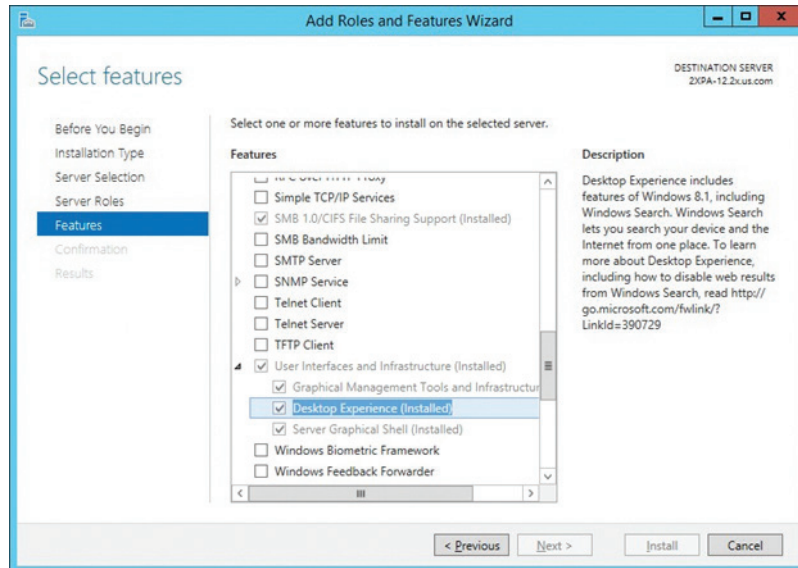 Add Roles and Features Wizard
Select features
DESTINATION SERVER
2XPA-12.2x.us.com
Before You Begin
Installation Type
Server Selection
Server Roles
Features
Confirmation
Results
Select one or more features to install on the selected server.
Features
Simple TCP/IP Services
SMB 1.0/CIFS File Sharing Support (Installed)
SMB Bandwidth Limit
SMTP Server
SNMP Service
Telnet Client
Telnet Server
TFTP Client
User Interfaces and Infrastructure (Installed)
Graphical Management Tools and Infrastructur
Desktop Experience (Installed)
Server Graphical Shell (Installed)
Windows Biometric Framework
Windows Feedback Forwarder
Description
Desktop Experience includes
features of Windows 8.1, including
Windows Search. Windows Search
lets you search your device and the
Internet from one place. To learn
more about Desktop Experience,
including how to disable web results
from Windows Search, read http://
go.microsoft.com/fwlink/?
LinkId=390729
< Previous
Next >
Install
Cancel